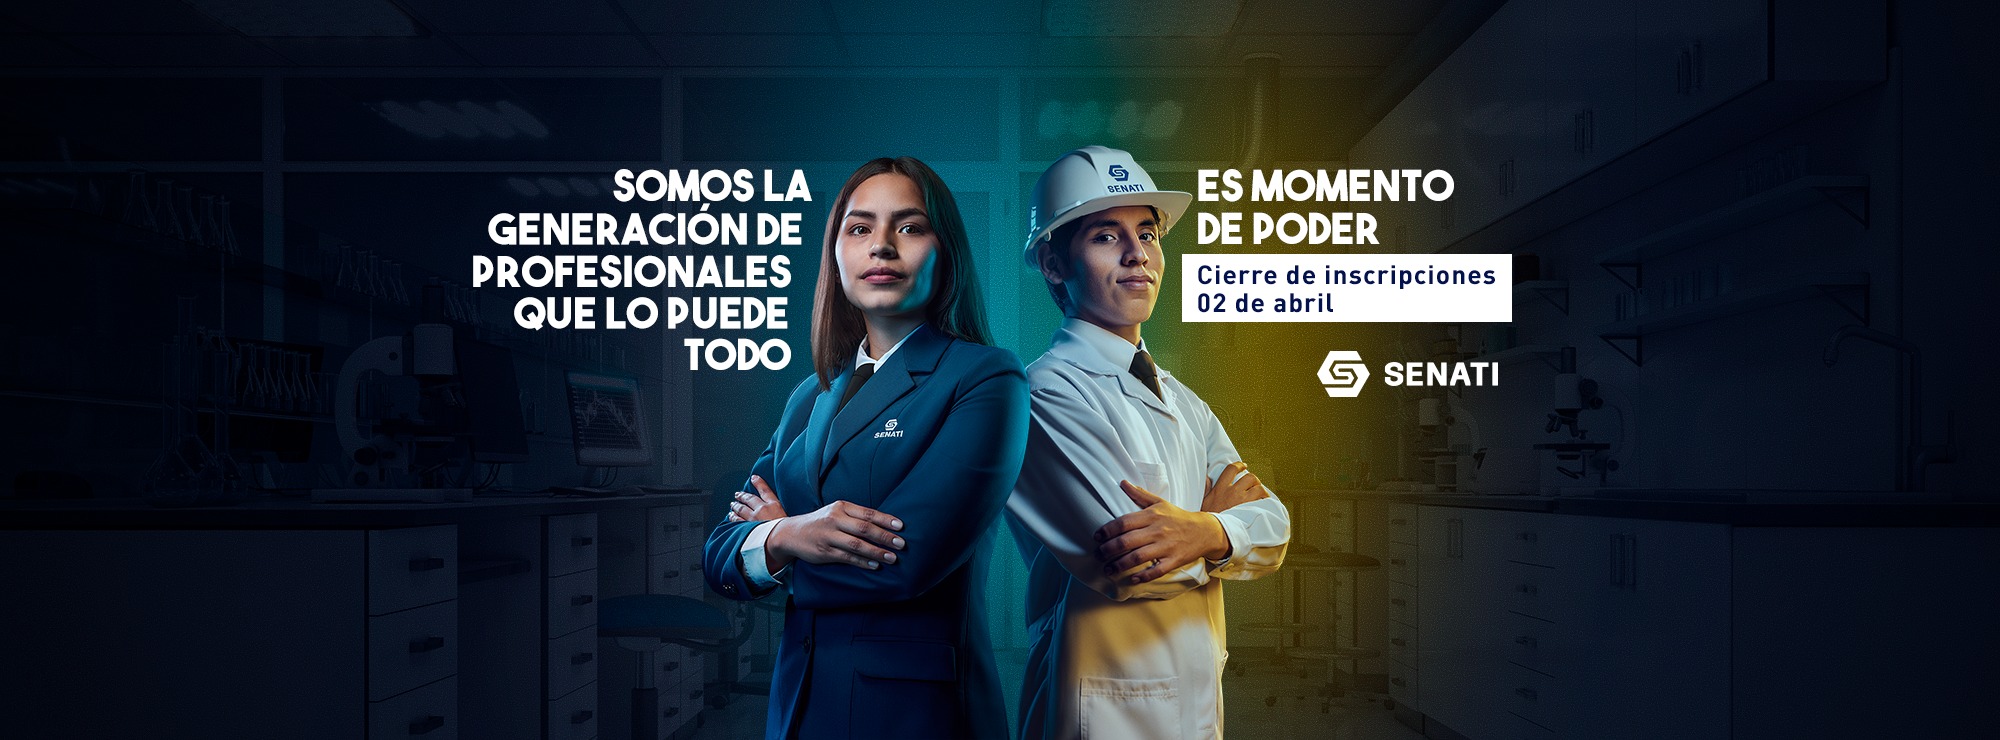 SOMOS LA
GENERACIÓN DE
PROFESIONALES
QUE LO PUEDE
TODO
SENATI
SENATI
ES MOMENTO
DE PODER
Cierre de inscripciones
02 de abril
SENATI